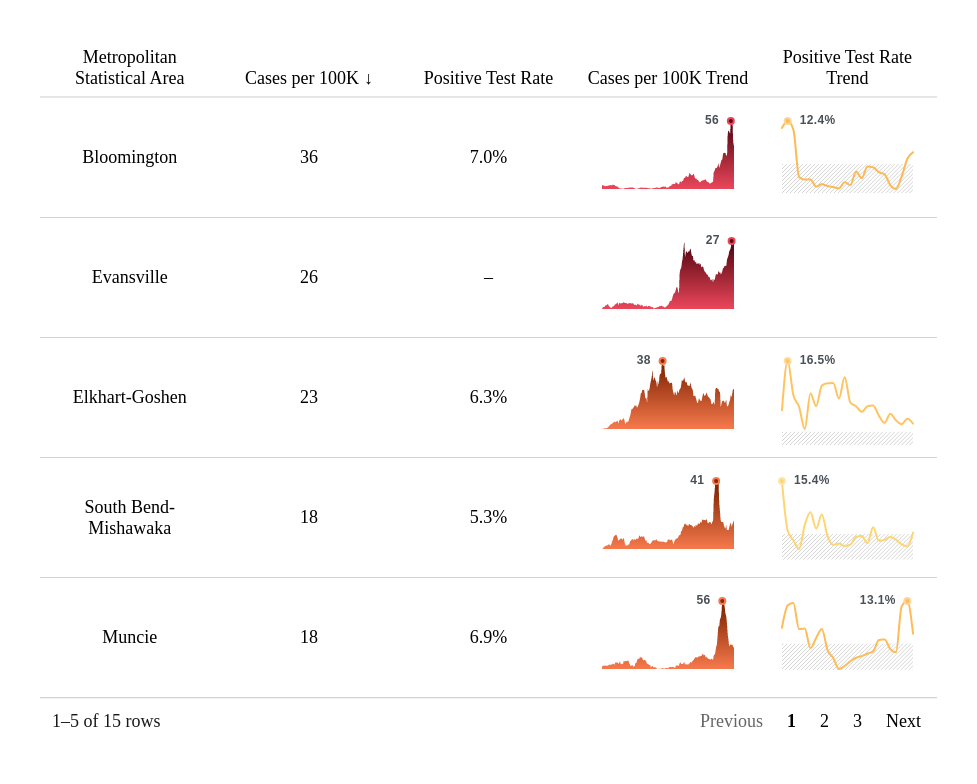 Metropolitan
Statistical Area
Cases per 100K ↓
Positive Test Rate
Cases per 100K Trend
Positive Test Rate
Trend
Bloomington
36
7.0%
56
12.4%
Evansville
26
–
27
Elkhart-Goshen
23
6.3%
38
16.5%
South Bend-
Mishawaka
18
5.3%
41
15.4%
Muncie
18
6.9%
56
13.1%
1–5 of 15 rows
Previous 1 2 3 Next